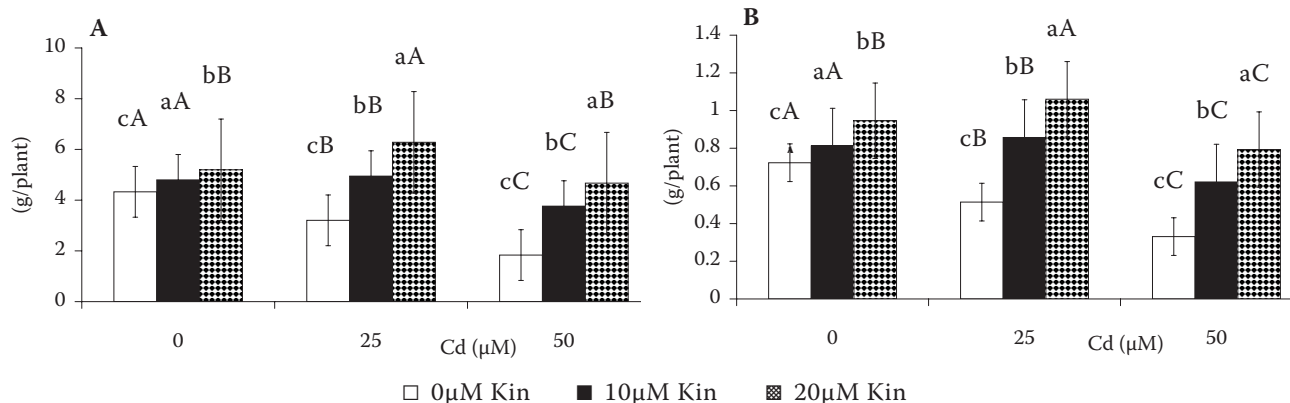 A
10
8
6
4
2
0
(g/plant)
cA
aA
bB
cB
bB
aA
cC
bC
aB
0
25
Cd (μM)
50
B
1.4
1.2
1
0.8
0.6
0.4
0.2
0
(g/plant)
cA
aA
bB
cB
bB
aA
cC
bC
aC
0
25
Cd (μM)
50
0μM Kin 10μM Kin 20μM Kin